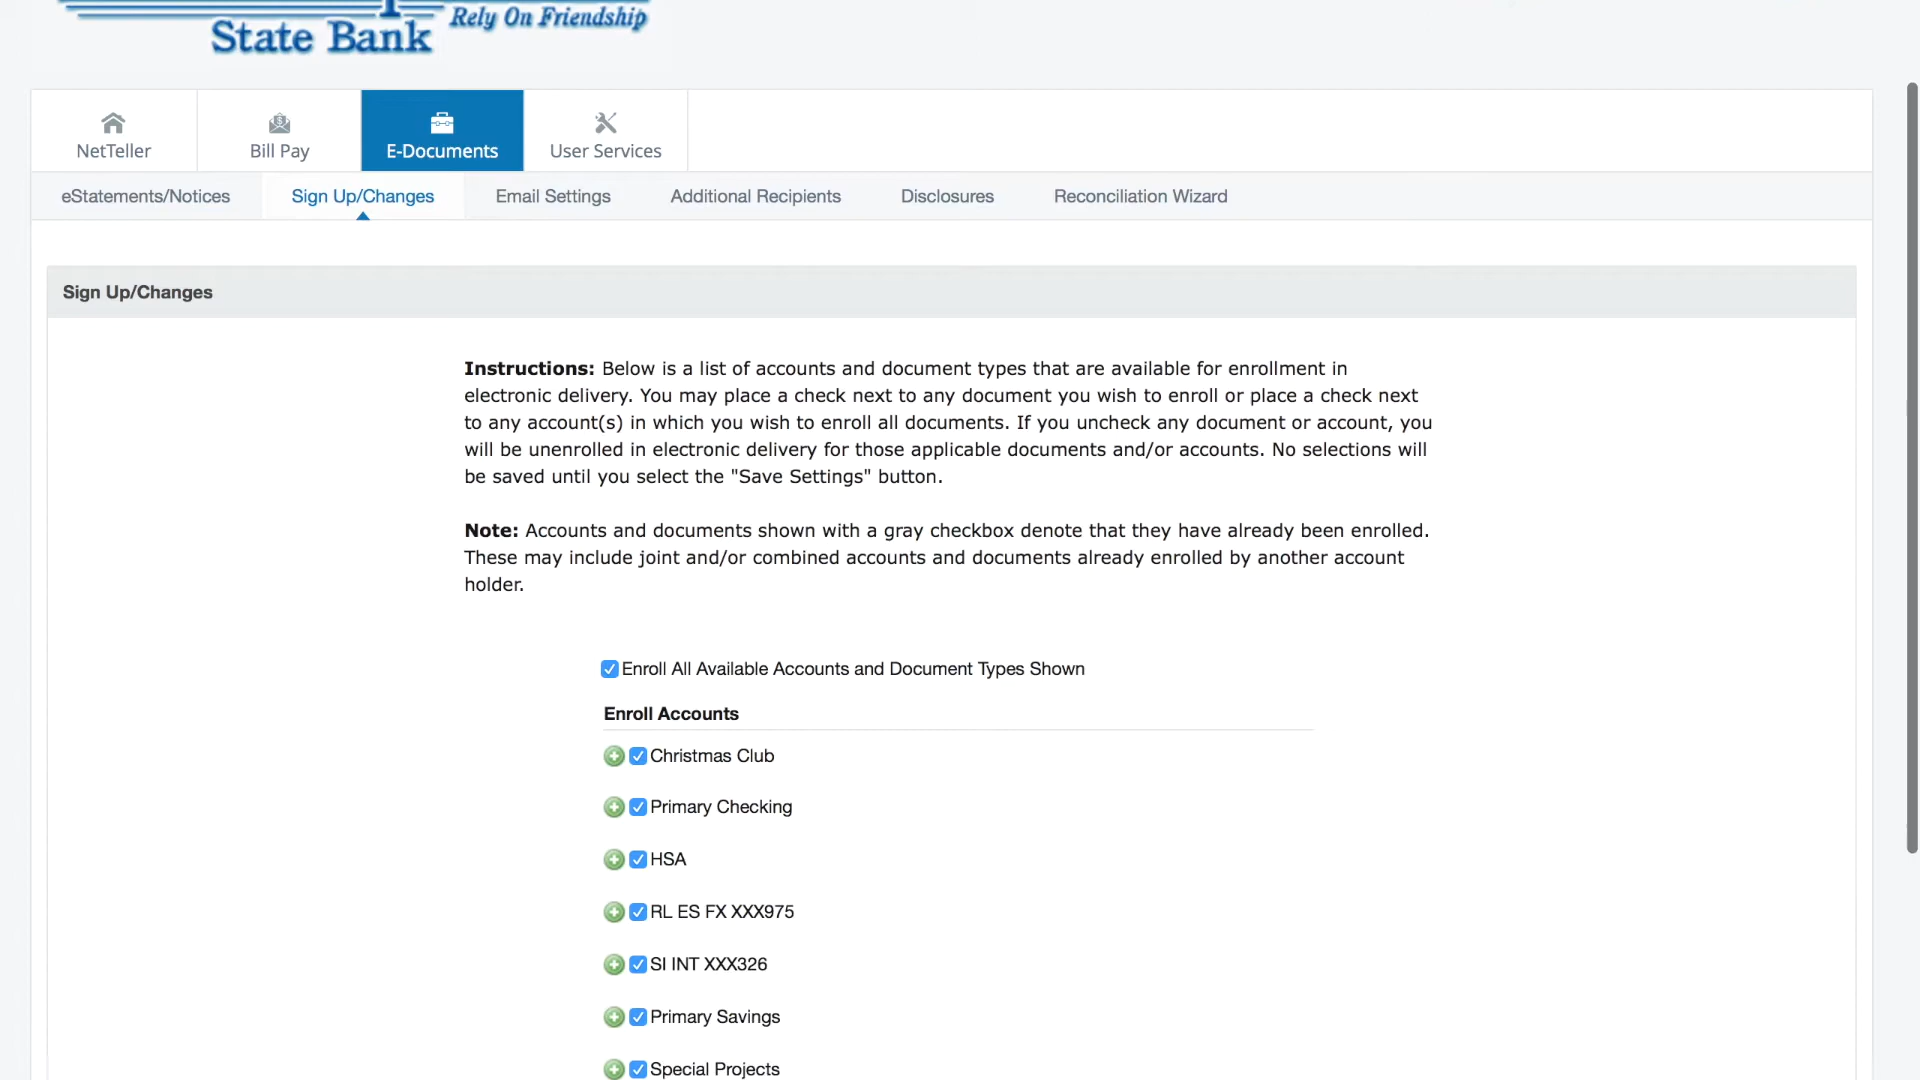 Rely On Friendship
State Bank
NetTeller
Bill Pay
E-Documents
User Services
eStatements/Notices
Sign Up/Changes
Email Settings
Additional Recipients
Disclosures
Reconciliation Wizard
Sign Up/Changes
Instructions: Below is a list of accounts and document types that are available for enrollment in
electronic delivery. You may place a check next to any document you wish to enroll or place a check next
to any account(s) in which you wish to enroll all documents. If you uncheck any document or account, you
will be unenrolled in electronic delivery for those applicable documents and/or accounts. No selections will
be saved until you select the "Save Settings" button.
Note: Accounts and documents shown with a gray checkbox denote that they have already been enrolled.
These may include joint and/or combined accounts and documents already enrolled by another account
holder.
Enroll All Available Accounts and Document Types Shown
Enroll Accounts
Christmas Club
Primary Checking
HSA
RL ES FX XXX975
SI INT XXX326
Primary Savings
Special Projects